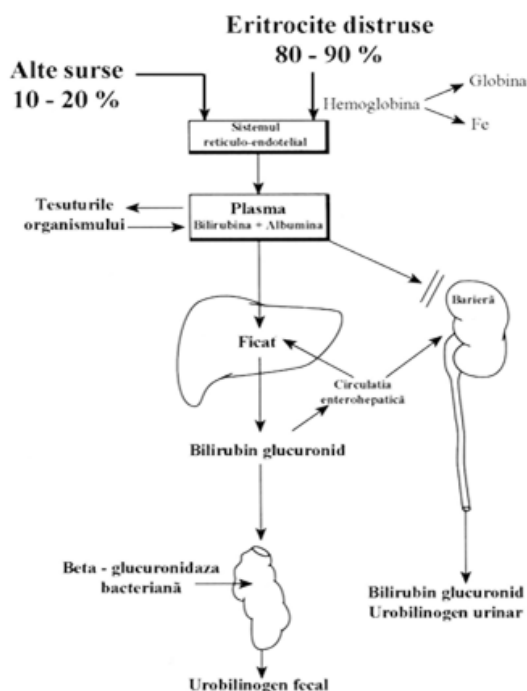 Eritrocite distruse
80 - 90 %
Alte surse
10 - 20 %
Globina
Hemoglobina
Fe
Sistemul
reticulo-endotelial
Tesuturile
organismului
Plasma
Bilirubina + Albumina
Barieră
Ficat
Circulatia
enterohepatică
Bilirubin glucuronid
Beta - glucuronidaza
bacteriană
Bilirubin glucuronid
Urobilinogen urinar
Urobilinogen fecal